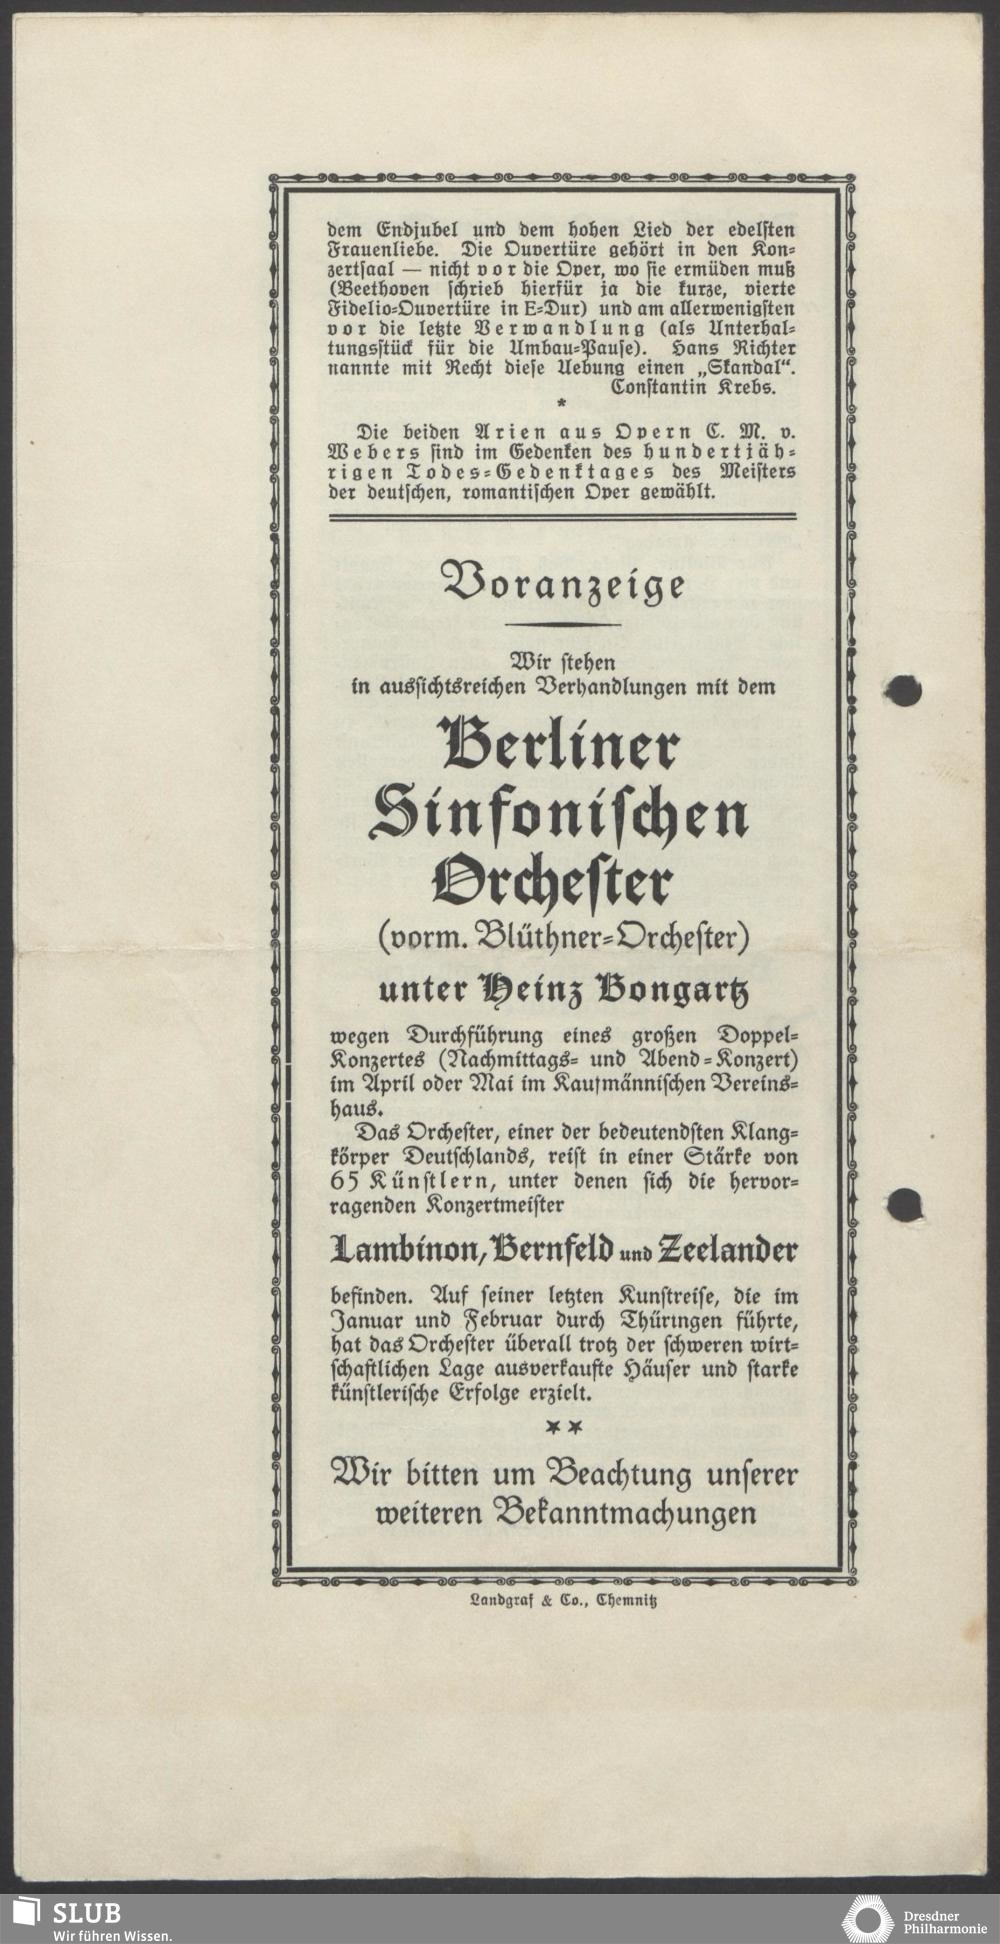 dem Endjubel und dem hohen Lied der edelsten
Frauenliebe. Die Ouvertüre gehört in den Kon-
zertsaal — nicht vor die Oper, wo sie ermüden muß
(Beethoven schrieb hierfür ja die kurze, vierte
Fidelio-Ouvertüre in E-Dur) und am allerwenigsten
vor die letzte Verwandlung (als Unterhal-
tungsstück für die Umbau-Pause). Hans Richter
nannte mit Recht diese Uebung einen „Skandal“.
Constantin Krebs.
*
Die beiden Arien aus Opern C. M. v.
Webers sind im Gedenken des hundertjäh-
rigen Todes-Gedenktages des Meisters
der deutschen, romantischen Oper gewählt.
Voranzeige
Wir stehen
in aussichtsreichen Verhandlungen mit dem
Berliner
Sinfonischen
Orchester
(vorm. Blüthner-Orchester)
unter Heinz Bongartz
wegen Durchführung eines großen Doppel-
Konzertes (Nachmittags- und Abend-Konzert)
im April oder Mai im Kaufmännischen Vereins-
haus.
Das Orchester, einer der bedeutendsten Klang-
körper Deutschlands, reist in einer Stärke von
65 Künstlern, unter denen sich die hervor-
ragenden Konzertmeister
Lambinon, Bernfeld und Zeelander
befinden. Auf seiner letzten Kunstreise, die im
Januar und Februar durch Thüringen führte,
hat das Orchester überall trotz der schweren wirt-
schaftlichen Lage ausverkaufte Häuser und starke
künstlerische Erfolge erzielt.
**
Wir bitten um Beachtung unserer
weiteren Bekanntmachungen
Landgraf & Co., Chemnitz
SLUB
Wir führen Wissen.
Dresdner
Philharmonie